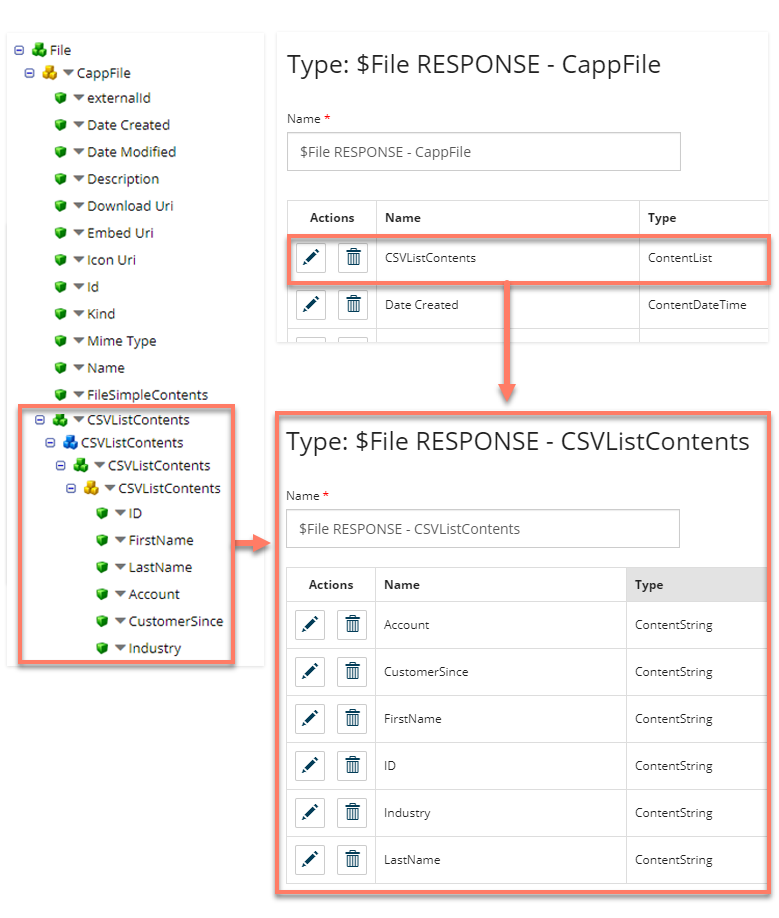 File
CappFile
externalId
Date Created
Date Modified
Description
Download Uri
Embed Uri
Icon Uri
Id
Kind
Mime Type
Name
FileSimpleContents
CSVListContents
CSVListContents
CSVListContents
CSVListContents
ID
FirstName
LastName
Account
CustomerSince
Industry
Type: $File RESPONSE - CappFile
Name *
$File RESPONSE - CappFile
Actions Name Type
CSVListContents ContentList
Date Created ContentDateTime
Type: $File RESPONSE - CSVListContents
Name *
$File RESPONSE - CSVListContents
Actions Name Type
Account ContentString
CustomerSince ContentString
FirstName ContentString
ID ContentString
Industry ContentString
LastName ContentString